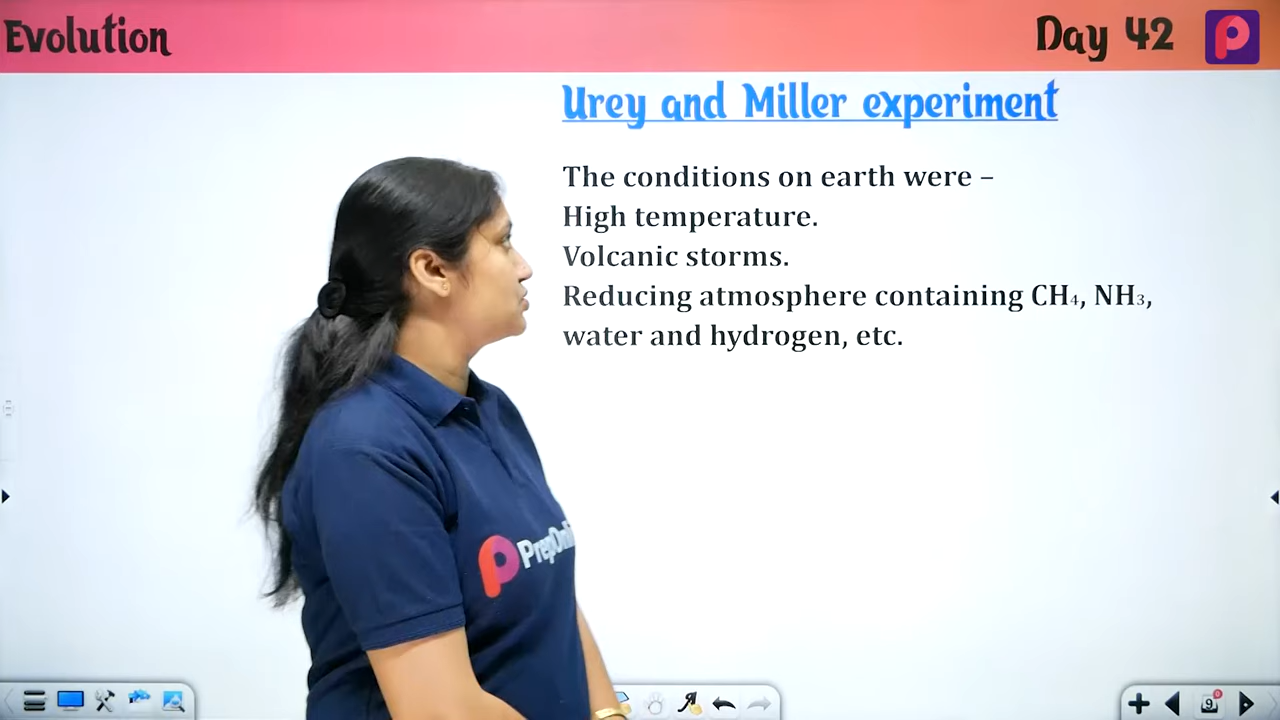 Evolution
Day 42
Urey and Miller experiment
The conditions on earth were –
High temperature.
Volcanic storms.
Reducing atmosphere containing CH₄, NH₃,
water and hydrogen, etc.
9